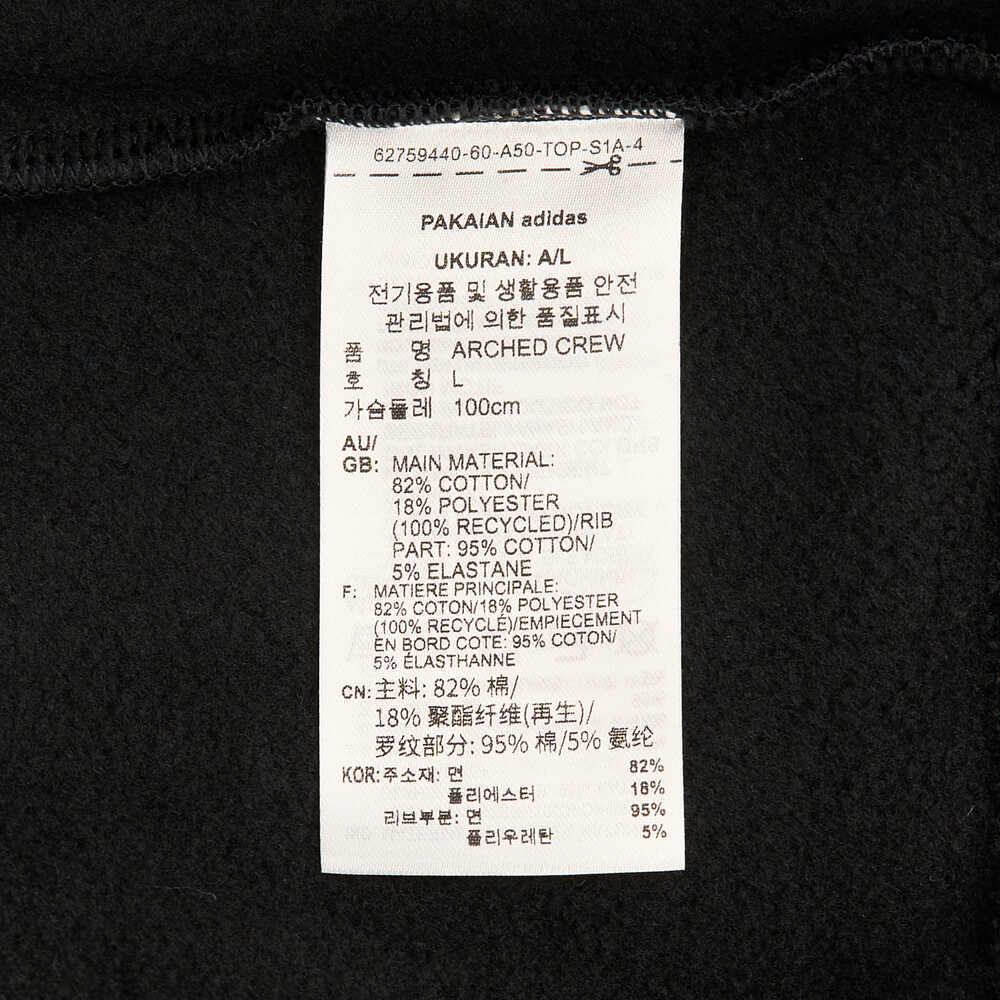 62759440-60-A50-TOP-S1A-4
PAKAIAN adidas
UKURAN: A/L
전기용품 및 생활용품 안전
관리법에 의한 품질표시
품 명 ARCHED CREW
호 칭 L
가슴둘레 100cm
AU/
GB: MAIN MATERIAL:
82% COTTON/
18% POLYESTER
(100% RECYCLED)/RIB
PART: 95% COTTON/
5% ELASTANE
F: MATIERE PRINCIPALE:
82% COTON/18% POLYESTER
(100% RECYCLÉ)/EMPIECEMENT
EN BORD COTE: 95% COTON/
5% ÉLASTHANNE
CN: 主料: 82% 棉/
18% 聚酯纤维(再生)/
罗纹部分: 95% 棉/5% 氨纶
KOR: 주소재: 면 82%
폴리에스터 18%
리브부분: 면 95%
폴리우레탄 5%